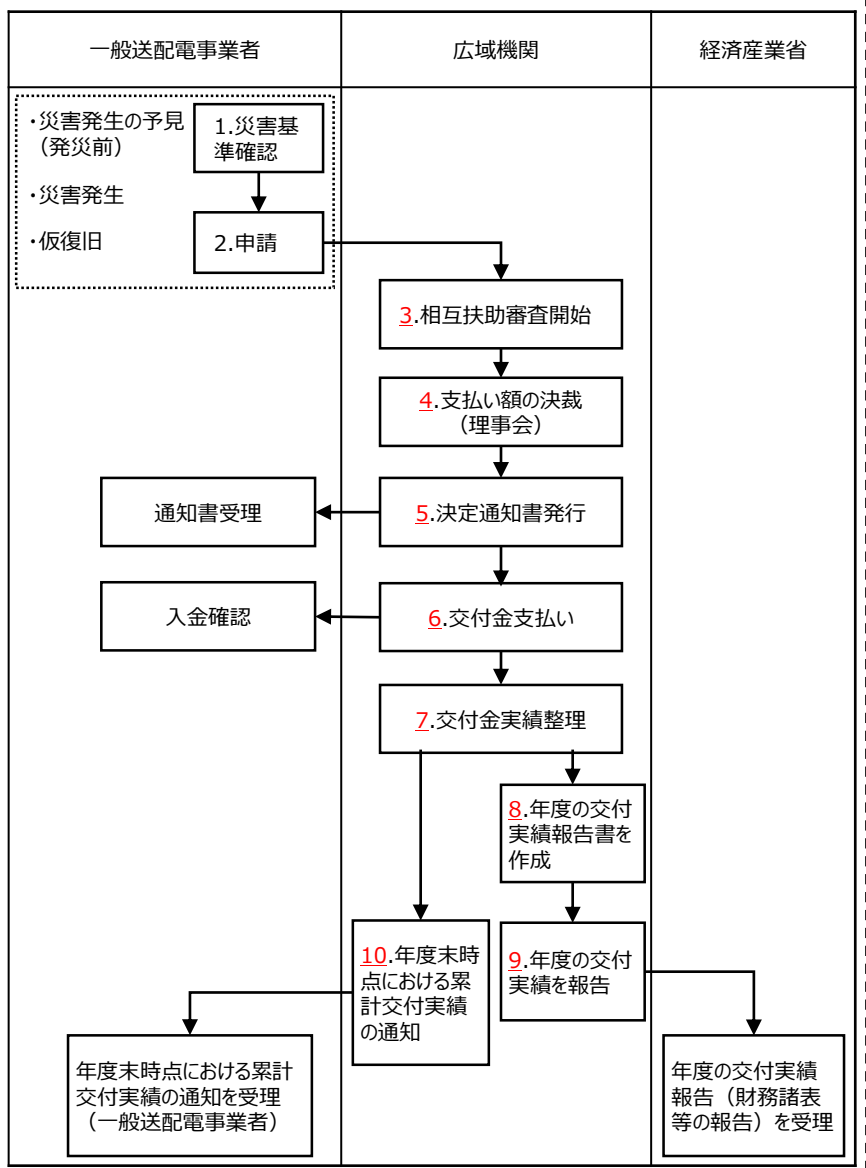 一般送配電事業者
広域機関
経済産業省
・災害発生の予見
（発災前）
・災害発生
・仮復旧
1.災害基
準確認
2.申請
3.相互扶助審査開始
4.支払い額の決裁
（理事会）
通知書受理
5.決定通知書発行
入金確認
6.交付金支払い
7.交付金実績整理
8.年度の交付
実績報告書を
作成
10.年度末時
点における累
計交付実績
の通知
9.年度の交付
実績を報告
年度末時点における累計
交付実績の通知を受理
（一般送配電事業者）
年度の交付実績
報告（財務諸表
等の報告）を受理